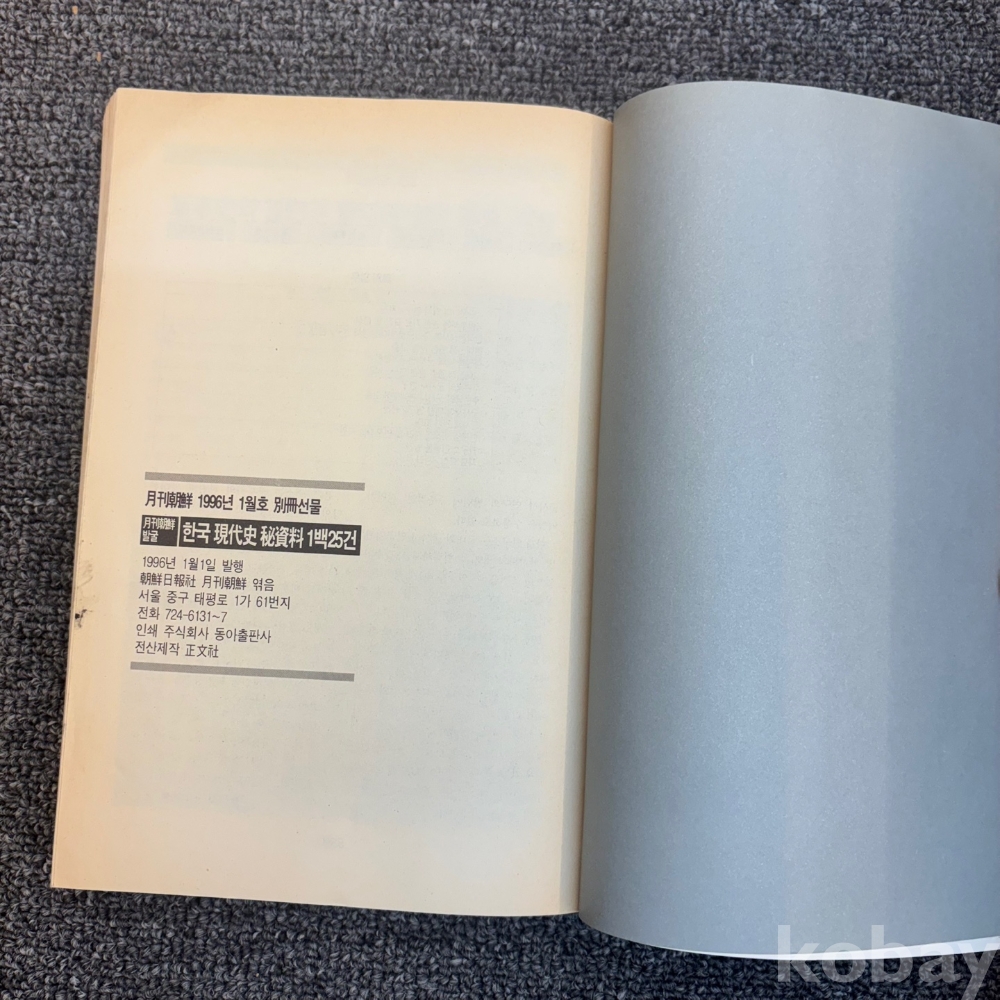 月刊朝鮮 1996년 1월호 別冊선물
月刊朝鮮
발굴
한국 現代史 秘資料 1백25건
1996년 1월1일 발행
朝鮮日報社 月刊朝鮮 엮음
서울 중구 태평로 1가 61번지
전화 724-6131~7
인쇄 주식회사 동아출판사
전산제작 正文社
kobay